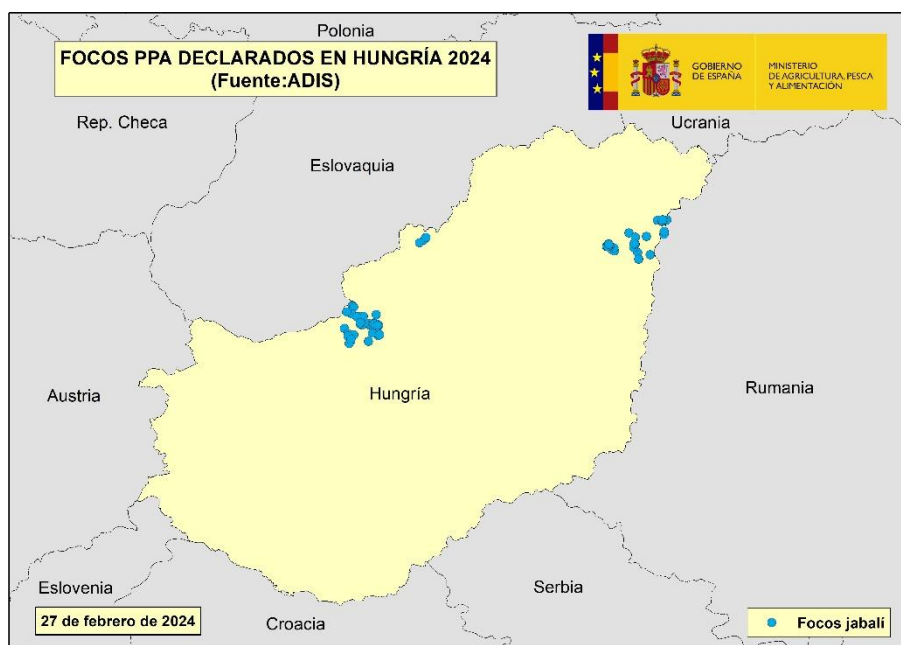 Polonia
FOCOS PPA DECLARADOS EN HUNGRÍA 2024
(Fuente:ADIS)
GOBIERNO
DE ESPAÑA
MINISTERIO
DE AGRICULTURA, PESCA
Y ALIMENTACIÓN
Rep. Checa
Ucrania
Eslovaquia
Austria
Hungría
Rumania
Eslovenia
Serbia
27 de febrero de 2024
Croacia
Focos jabalí